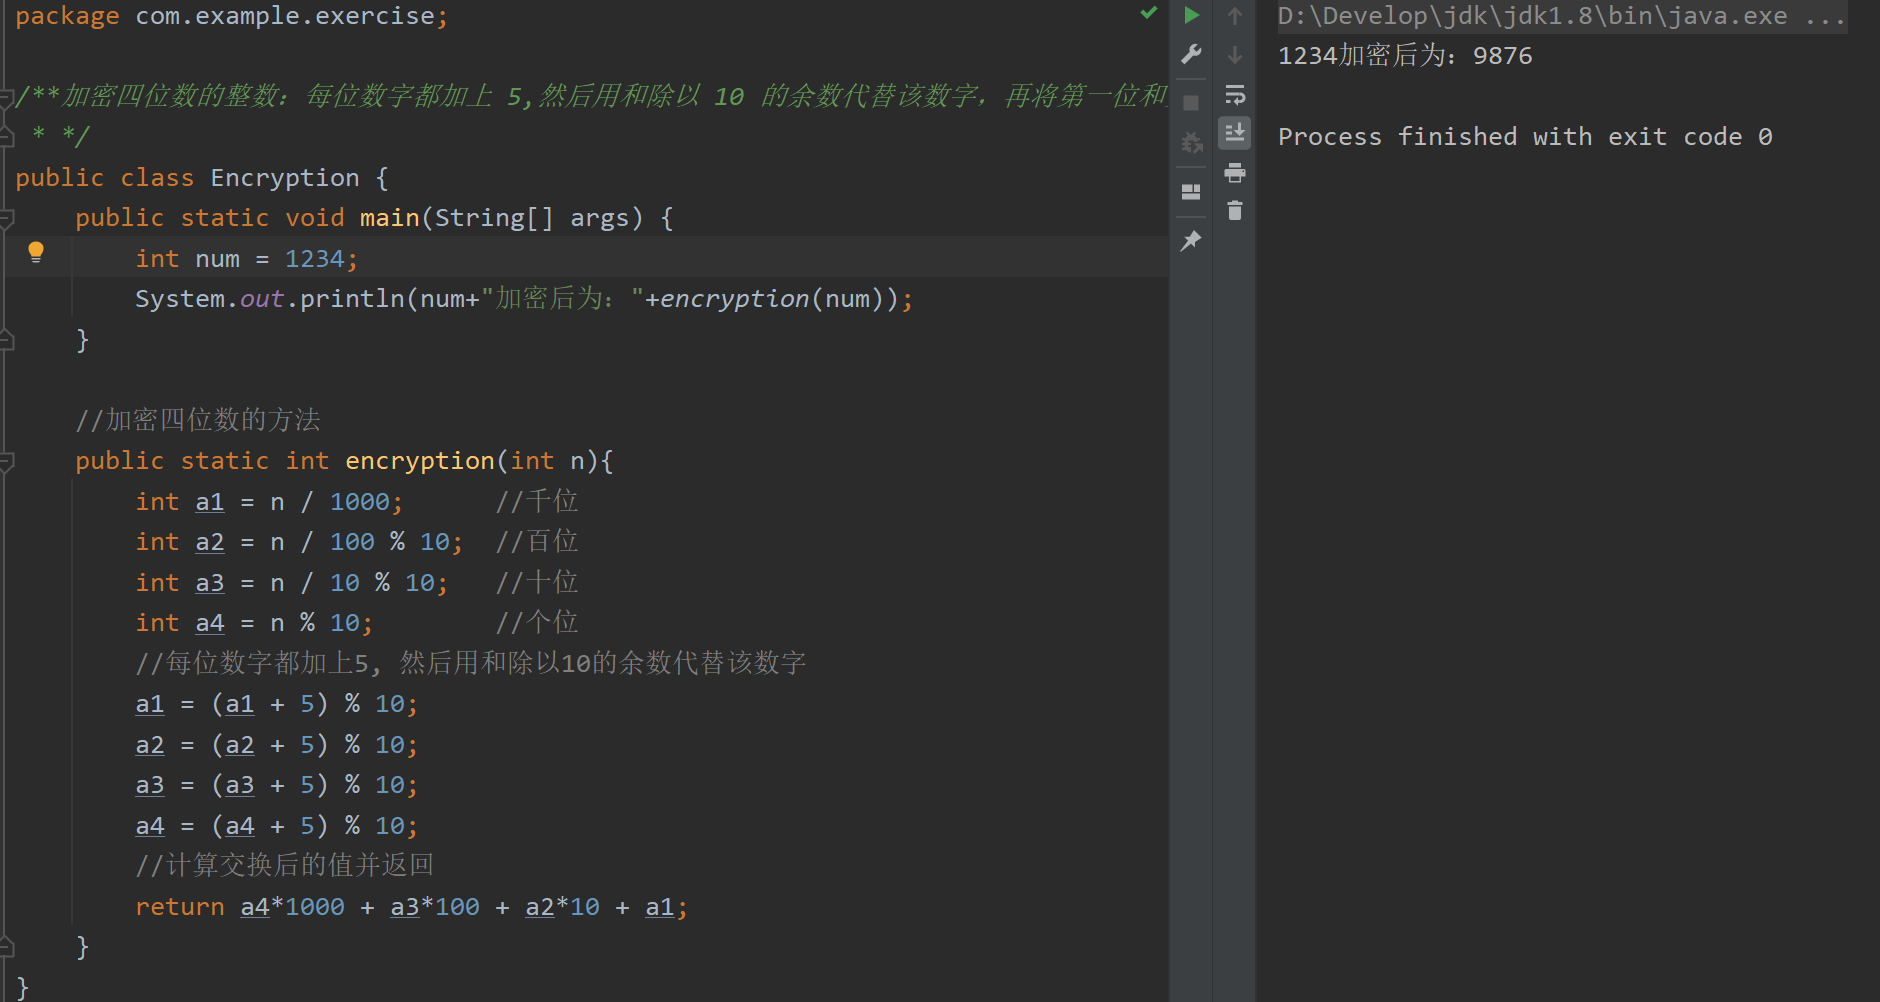 package com.example.exercise;
/**加密四位数的整数：每位数字都加上 5,然后用和除以 10 的余数代替该数字，再将第一位和
 * */
public class Encryption {
    public static void main(String[] args) {
        int num = 1234;
        System.out.println(num+"加密后为："+encryption(num));
    }
    //加密四位数的方法
    public static int encryption(int n){
        int a1 = n / 1000;      //千位
        int a2 = n / 100 % 10;  //百位
        int a3 = n / 10 % 10;   //十位
        int a4 = n % 10;        //个位
        //每位数字都加上5, 然后用和除以10的余数代替该数字
        a1 = (a1 + 5) % 10;
        a2 = (a2 + 5) % 10;
        a3 = (a3 + 5) % 10;
        a4 = (a4 + 5) % 10;
        //计算交换后的值并返回
        return a4*1000 + a3*100 + a2*10 + a1;
    }
}
D:\Develop\jdk\jdk1.8\bin\java.exe ...
1234加密后为：9876
Process finished with exit code 0